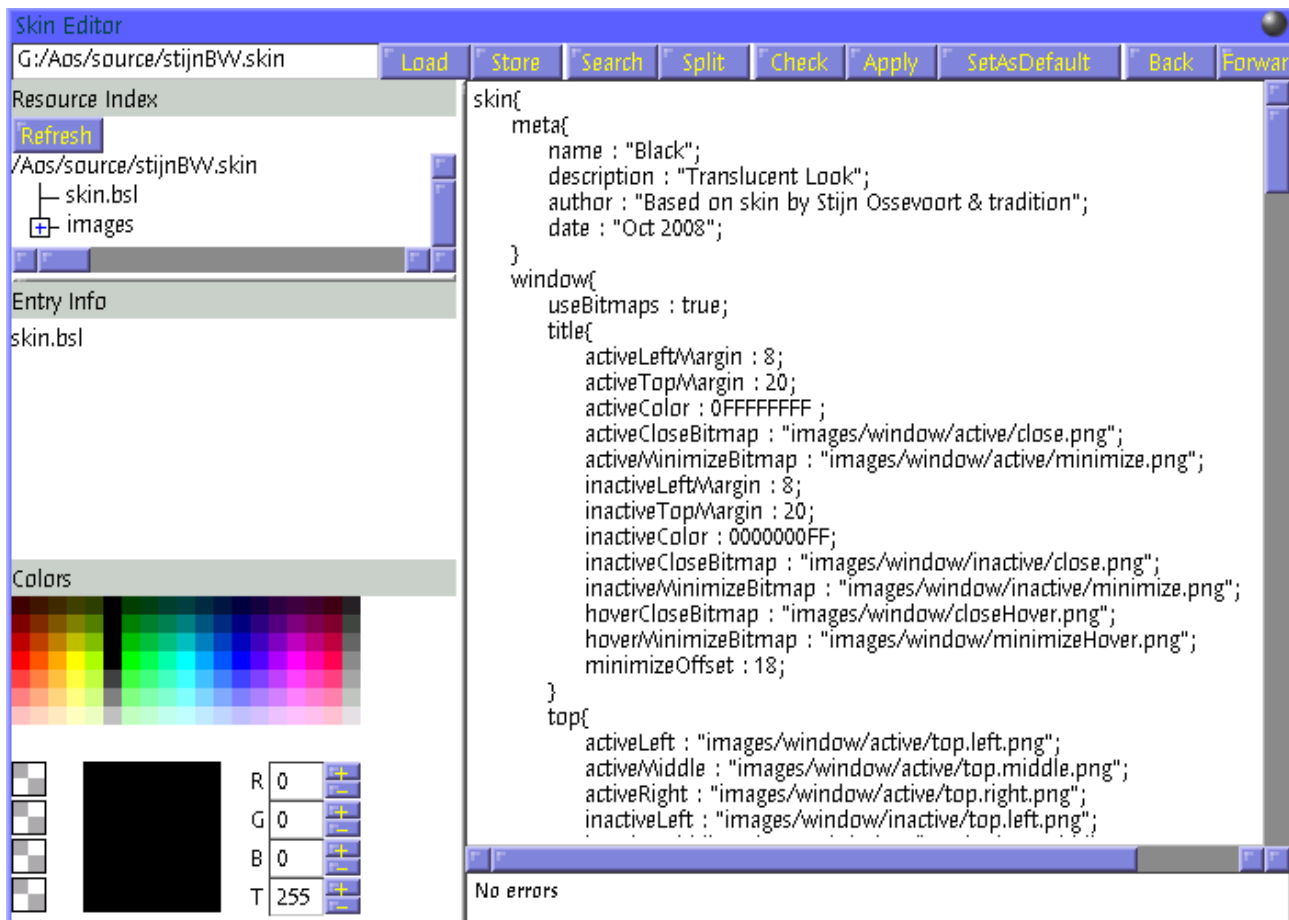 Skin Editor
G:/Aos/source/stijnBW.skin Load Store Search Split Check Apply SetAsDefault Back Forwar
Resource Index
Refresh
/Aos/source/stijnBW.skin
skin.bsl
images
Entry Info
skin.bsl
Colors
R 0
G 0
B 0
T 255
skin{
meta{
name : "Black";
description : "Translucent Look";
author : "Based on skin by Stijn Ossevoort & tradition";
date : "Oct 2008";
}
window{
useBitmaps : true;
title{
activeLeftMargin : 8;
activeTopMargin : 20;
activeColor : 0FFFFFFFF ;
activeCloseBitmap : "images/window/active/close.png";
activeMinimizeBitmap : "images/window/active/minimize.png";
inactiveLeftMargin : 8;
inactiveTopMargin : 20;
inactiveColor : 0000000FF;
inactiveCloseBitmap : "images/window/inactive/close.png";
inactiveMinimizeBitmap : "images/window/inactive/minimize.png";
hoverCloseBitmap : "images/window/closeHover.png";
hoverMinimizeBitmap : "images/window/minimizeHover.png";
minimizeOffset : 18;
}
top{
activeLeft : "images/window/active/top.left.png";
activeMiddle : "images/window/active/top.middle.png";
activeRight : "images/window/active/top.right.png";
inactiveLeft : "images/window/inactive/top.left.png";
No errors